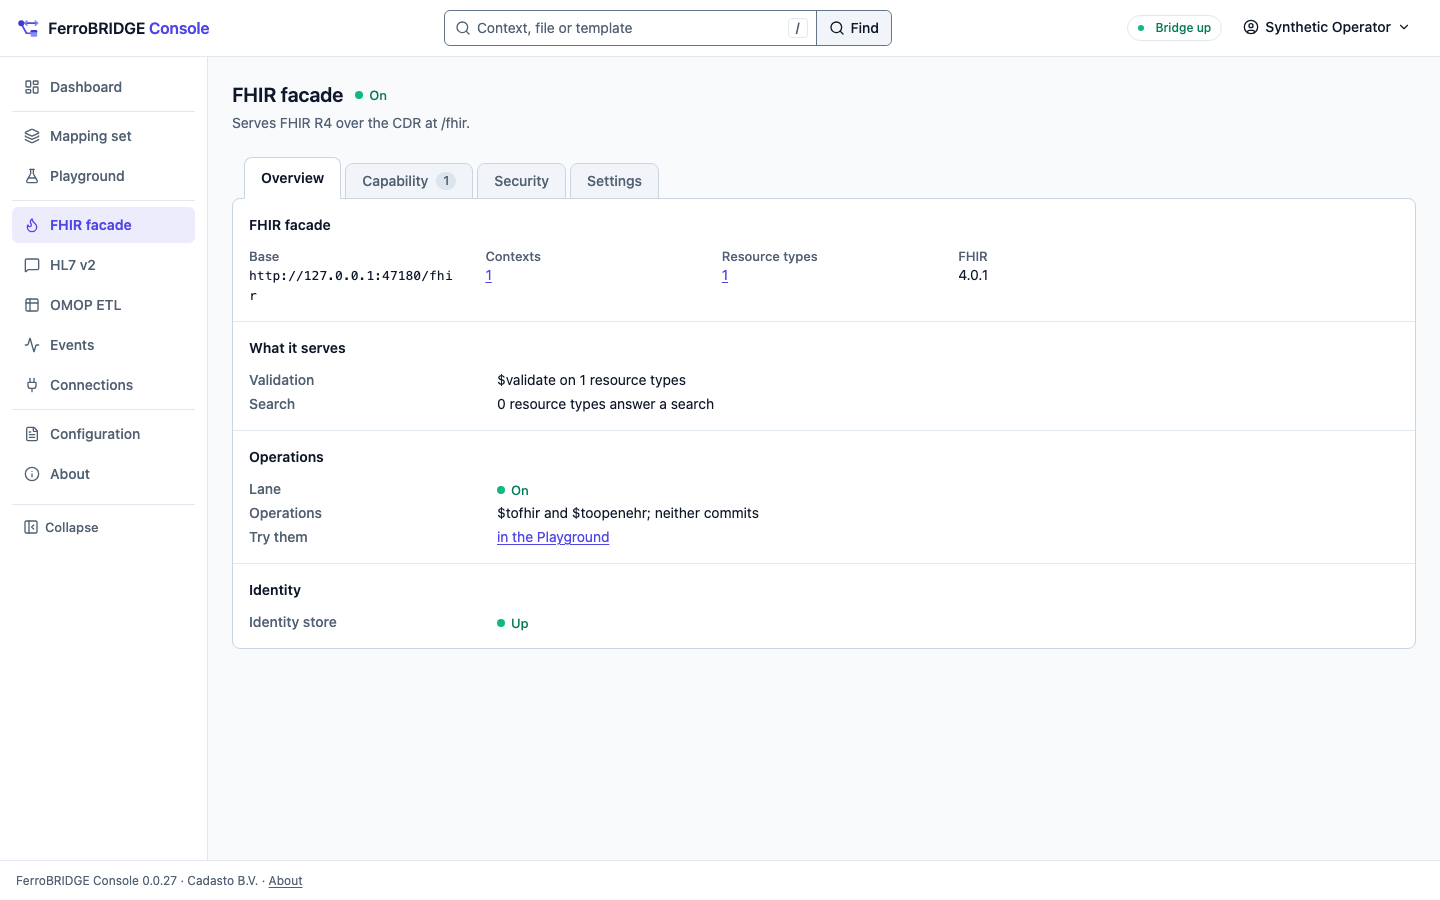 FerroBRIDGE Console
Context, file or template
/
Find
Bridge up
Synthetic Operator
Dashboard
Mapping set
Playground
FHIR facade
HL7 v2
OMOP ETL
Events
Connections
Configuration
About
Collapse
FHIR facade
On
Serves FHIR R4 over the CDR at /fhir.
Overview
Capability 1
Security
Settings
FHIR facade
Base
http://127.0.0.1:47180/fhi
r
Contexts
1
Resource types
1
FHIR
4.0.1
What it serves
Validation
$validate on 1 resource types
Search
0 resource types answer a search
Operations
Lane
On
Operations
$tofhir and $toopenehr; neither commits
Try them
in the Playground
Identity
Identity store
Up
FerroBRIDGE Console 0.0.27 · Cadasto B.V. · About